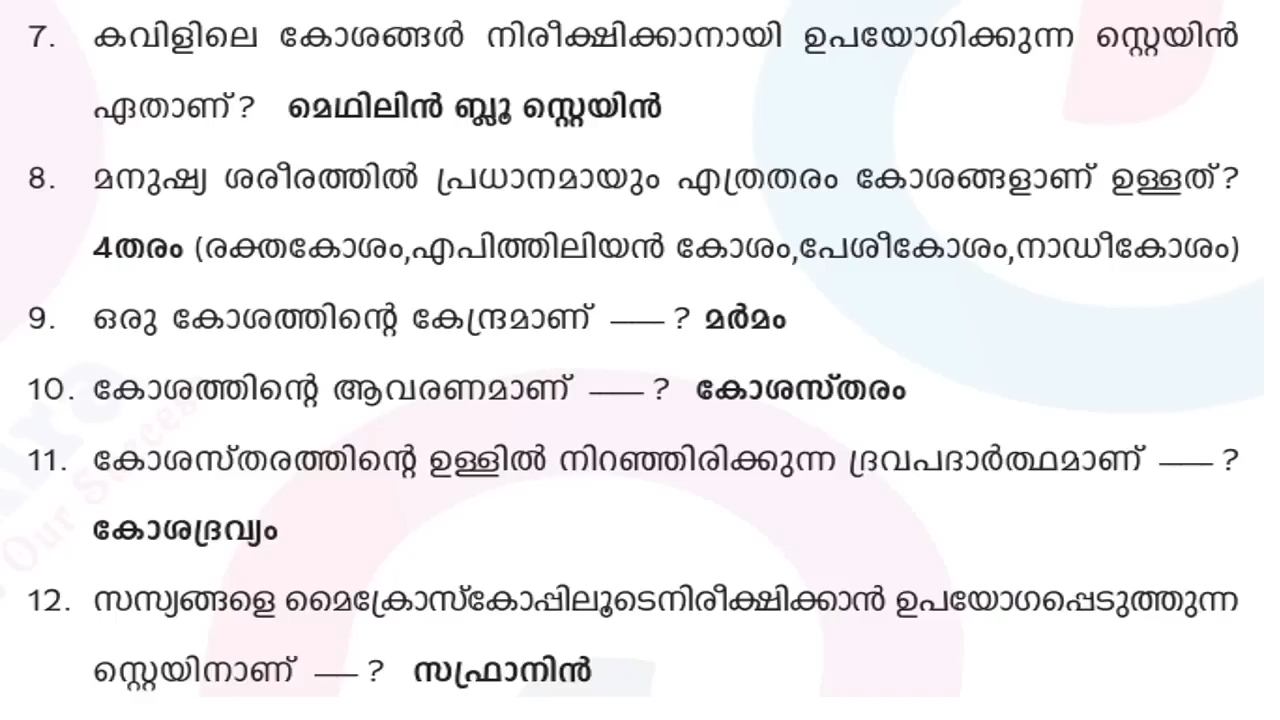 7. കവിളിലെ കോശങ്ങൾ നിരീക്ഷിക്കാനായി ഉപയോഗിക്കുന്ന സ്റ്റെയിൻ
ഏതാണ്? മെഥിലിൻ ബ്ലൂ സ്റ്റെയിൻ
8. മനുഷ്യ ശരീരത്തിൽ പ്രധാനമായും എത്രതരം കോശങ്ങളാണ് ഉള്ളത്?
4തരം (രക്തകോശം,എപിത്തിലിയൻ കോശം,പേശീകോശം,നാഡീകോശം)
9. ഒരു കോശത്തിന്റെ കേന്ദ്രമാണ് —— ? മർമം
10. കോശത്തിന്റെ ആവരണമാണ് —— ? കോശസ്തരം
11. കോശസ്തരത്തിന്റെ ഉള്ളിൽ നിറഞ്ഞിരിക്കുന്ന ദ്രവപദാർത്ഥമാണ് —— ?
കോശദ്രവ്യം
12. സസ്യങ്ങളെ മൈക്രോസ്കോപ്പിലൂടെനിരീക്ഷിക്കാൻ ഉപയോഗപ്പെടുത്തുന്ന
സ്റ്റെയിനാണ് —— ? സഫ്രാനിൻ
Our Success